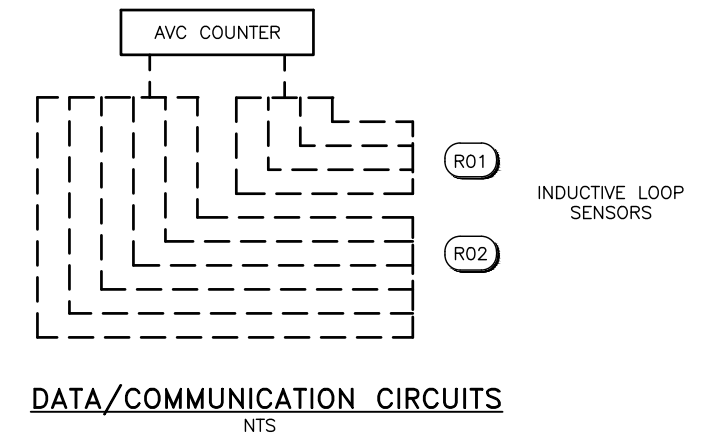 AVC COUNTER
R01
INDUCTIVE LOOP
SENSORS
R02
DATA/COMMUNICATION CIRCUITS
NTS